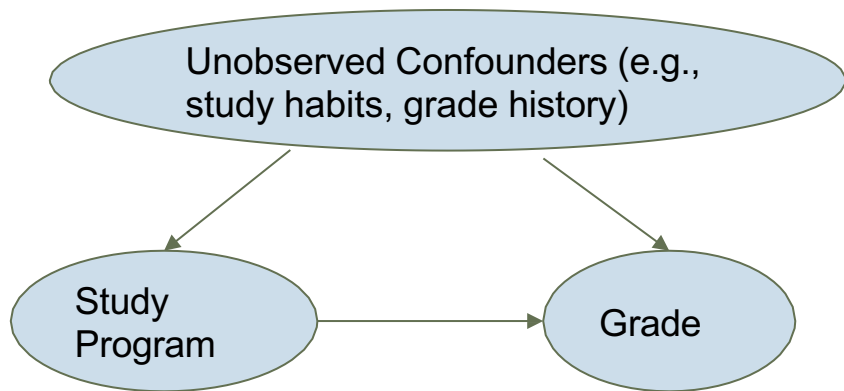 Unobserved Confounders (e.g.,
study habits, grade history)
Study
Program
Grade